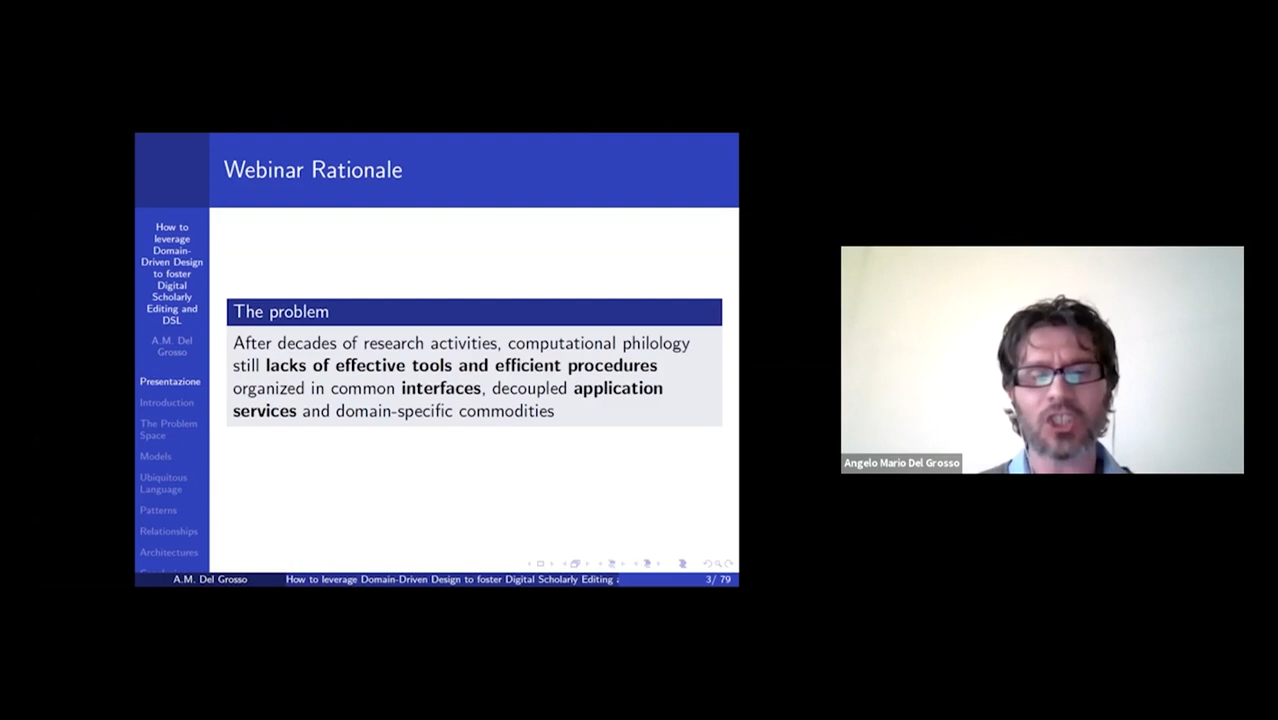 Webinar Rationale
How to
leverage
Domain-
Driven Design
to foster
Digital
Scholarly
Editing and
DSL
A.M. Del
Grosso
Presentazione
Introduction
The Problem
Space
Models
Ubiquitous
Language
Patterns
Relationships
Architectures
The problem
After decades of research activities, computational philology
still lacks of effective tools and efficient procedures
organized in common interfaces, decoupled application
services and domain-specific commodities
A.M. Del Grosso
How to leverage Domain-Driven Design to foster Digital Scholarly Editing
3/ 79
Angelo Mario Del Grosso